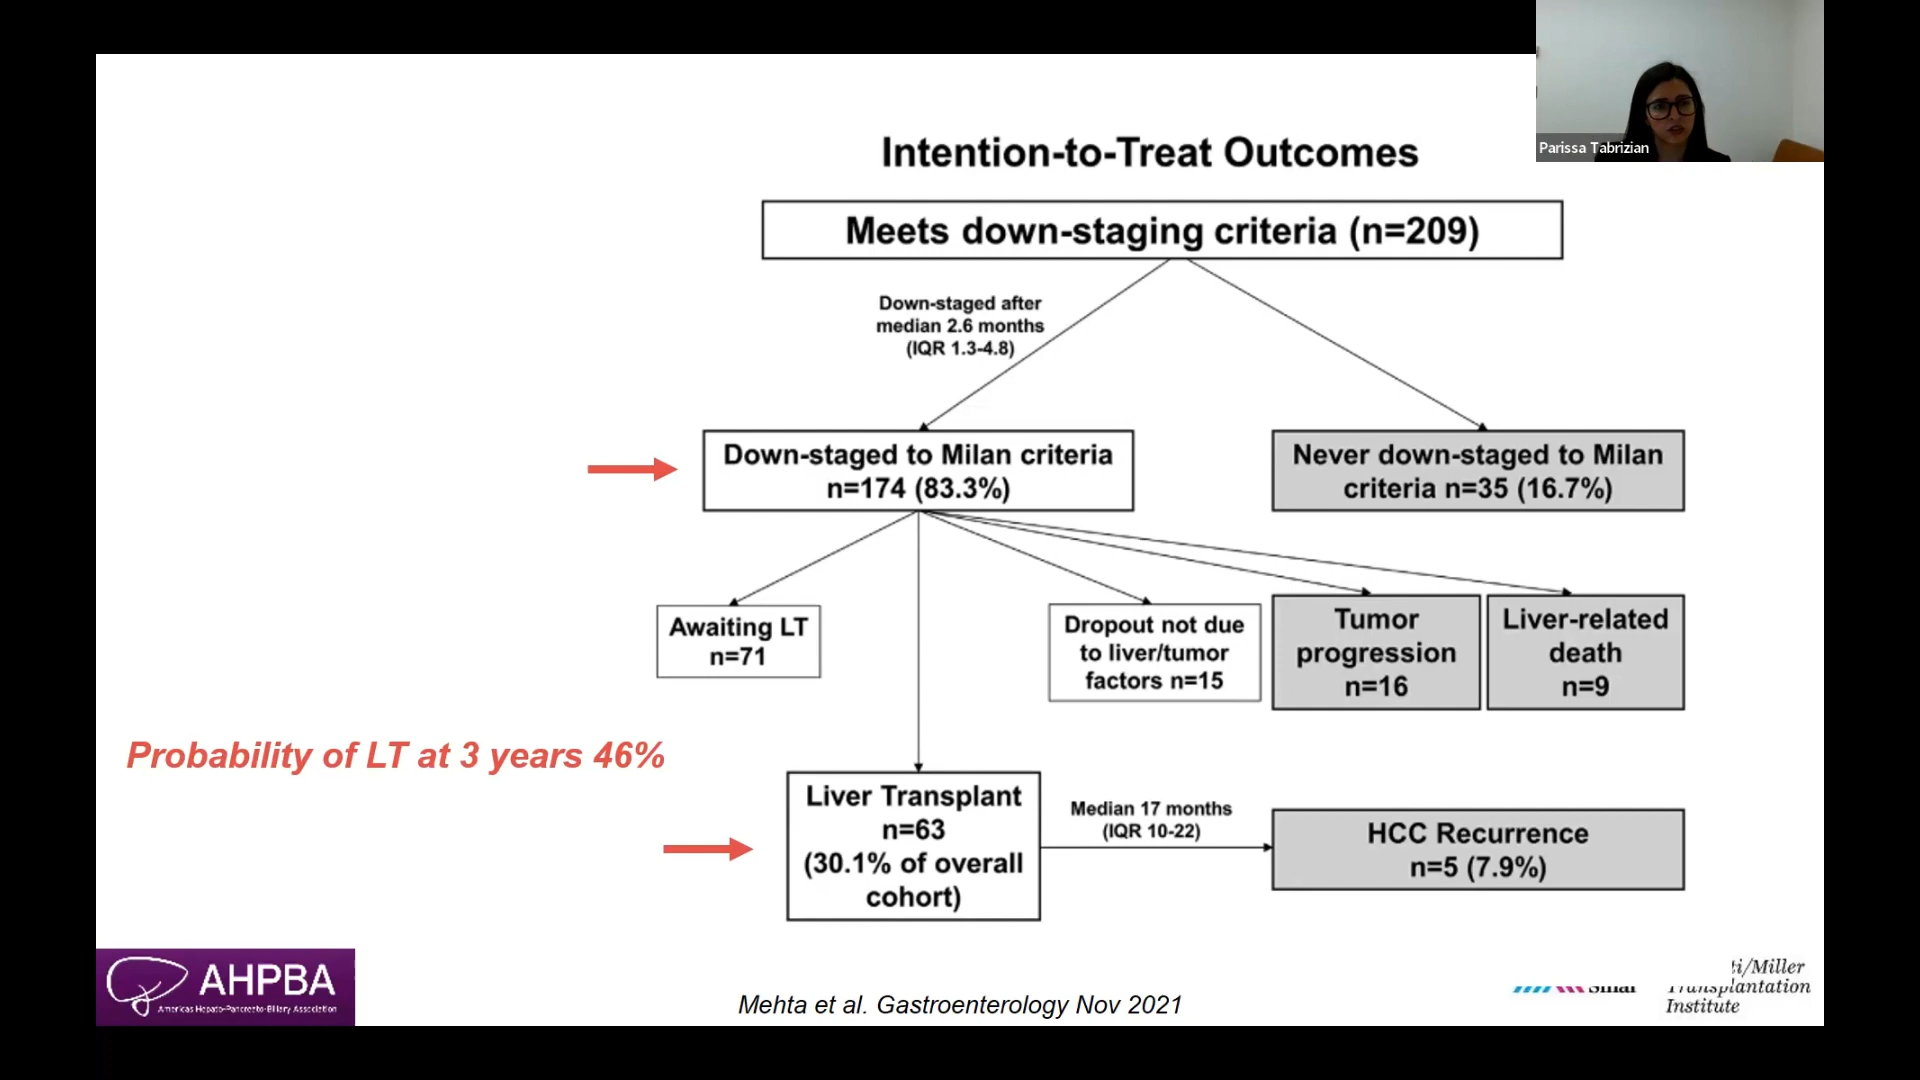 Parissa Tabrizian
Intention-to-Treat Outcomes
Meets down-staging criteria (n=209)
Down-staged after
median 2.6 months
(IQR 1.3-4.8)
Down-staged to Milan criteria
n=174 (83.3%)
Never down-staged to Milan
criteria n=35 (16.7%)
Awaiting LT
n=71
Dropout not due
to liver/tumor
factors n=15
Tumor
progression
n=16
Liver-related
death
n=9
Probability of LT at 3 years 46%
Liver Transplant
n=63
(30.1% of overall
cohort)
Median 17 months
(IQR 10-22)
HCC Recurrence
n=5 (7.9%)
AHPBA
Americas Hepato-Pancreato-Biliary Association
Mehta et al. Gastroenterology Nov 2021
i/Miller
Transplantation
Institute